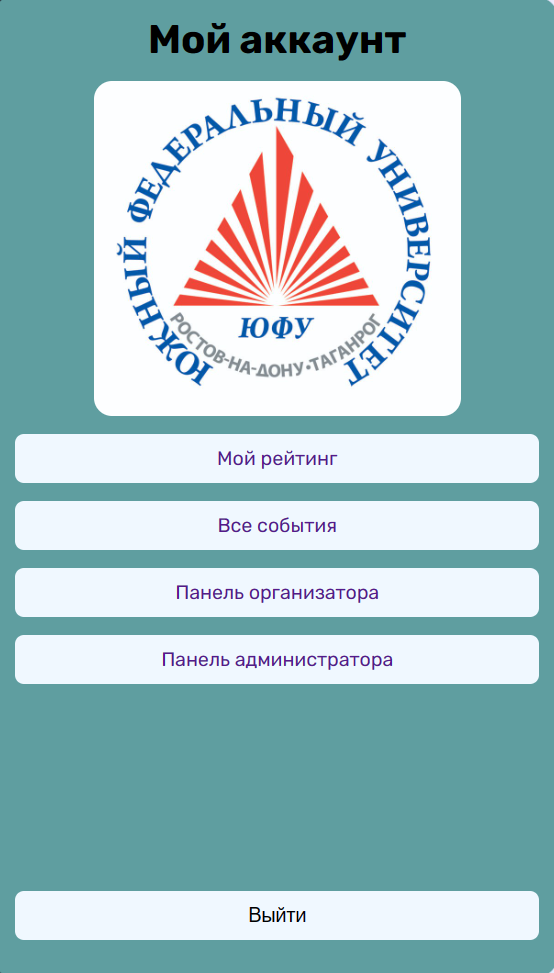 Мой аккаунт
ЮЖНЫЙ ФЕДЕРАЛЬНЫЙ УНИВЕРСИТЕТ
ЮФУ
РОСТОВ-НА-ДОНУ•ТАГАНРОГ
Мой рейтинг
Все события
Панель организатора
Панель администратора
Выйти